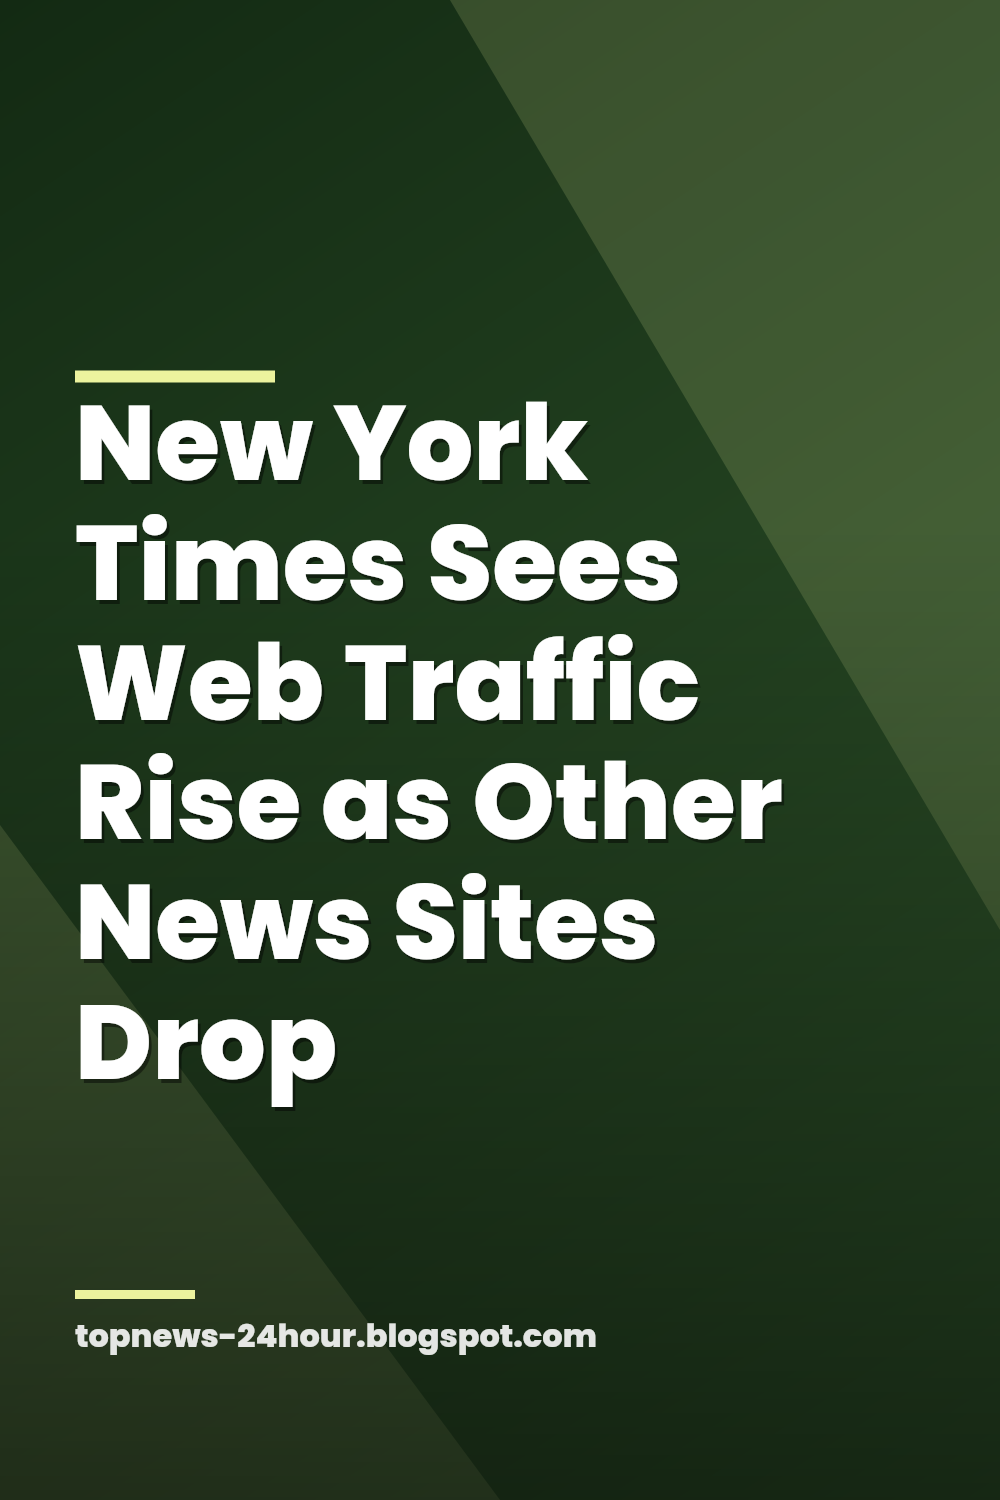 New York
Times Sees
Web Traffic
Rise as Other
News Sites
Drop
topnews-24hour.blogspot.com